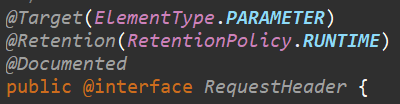 @Target(ElementType.PARAMETER)
@Retention(RetentionPolicy.RUNTIME)
@Documented
public @interface RequestHeader {